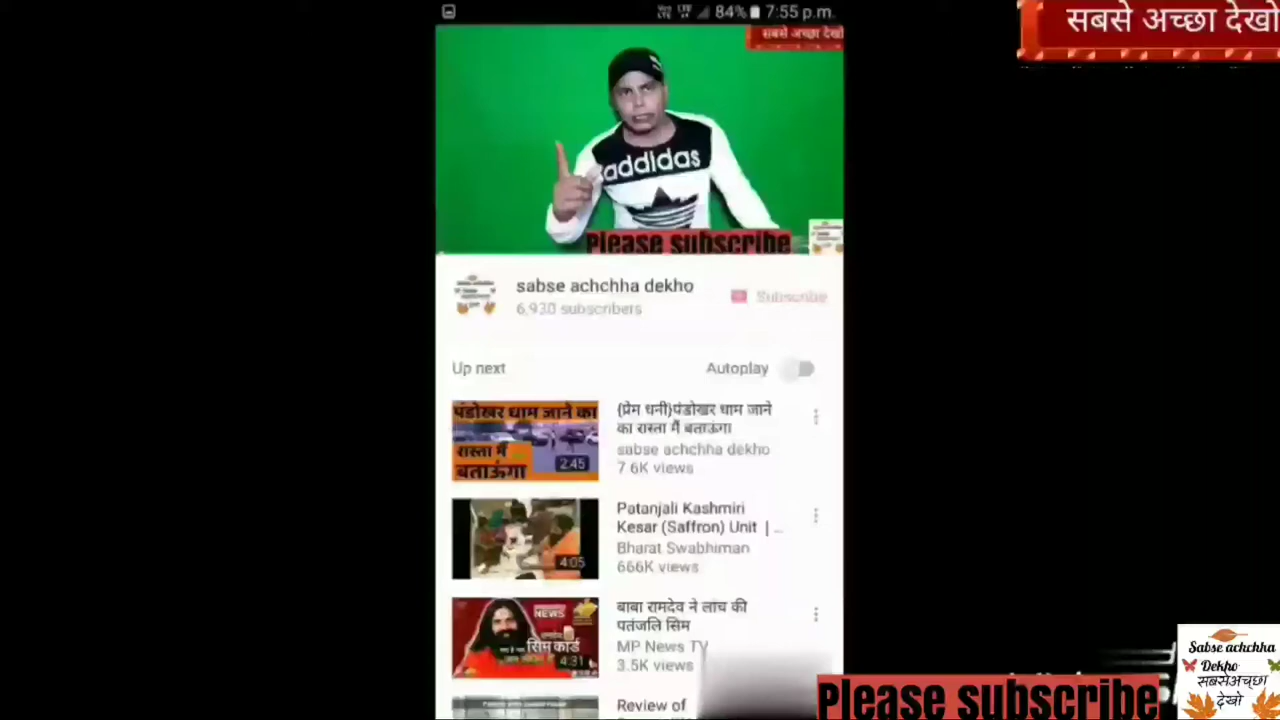 84% 7:55 p.m.
सबसे अच्छा देखो
सबसे अच्छा देखो
addidas
Please subscribe
sabse achchha dekho
6,930 subscribers
Subscribe
Up next
Autoplay
पंडोखर धाम जाने का
रास्ता मैं
बताऊंगा
2:45
{प्रेम धनी}पंडोखर धाम जाने
का रास्ता मैं बताऊंगा
sabse achchha dekho
7.6K views
4:05
Patanjali Kashmiri
Kesar (Saffron) Unit | ..
Bharat Swabhiman
666K views
NEWS
सिम कार्ड
4:31
बाबा रामदेव ने लांच की
पतंजलि सिम
MP News TV
3.5K views
Review of
Please subscribe
Sabse achchha
Dekho
सबसेअच्छा
देखो